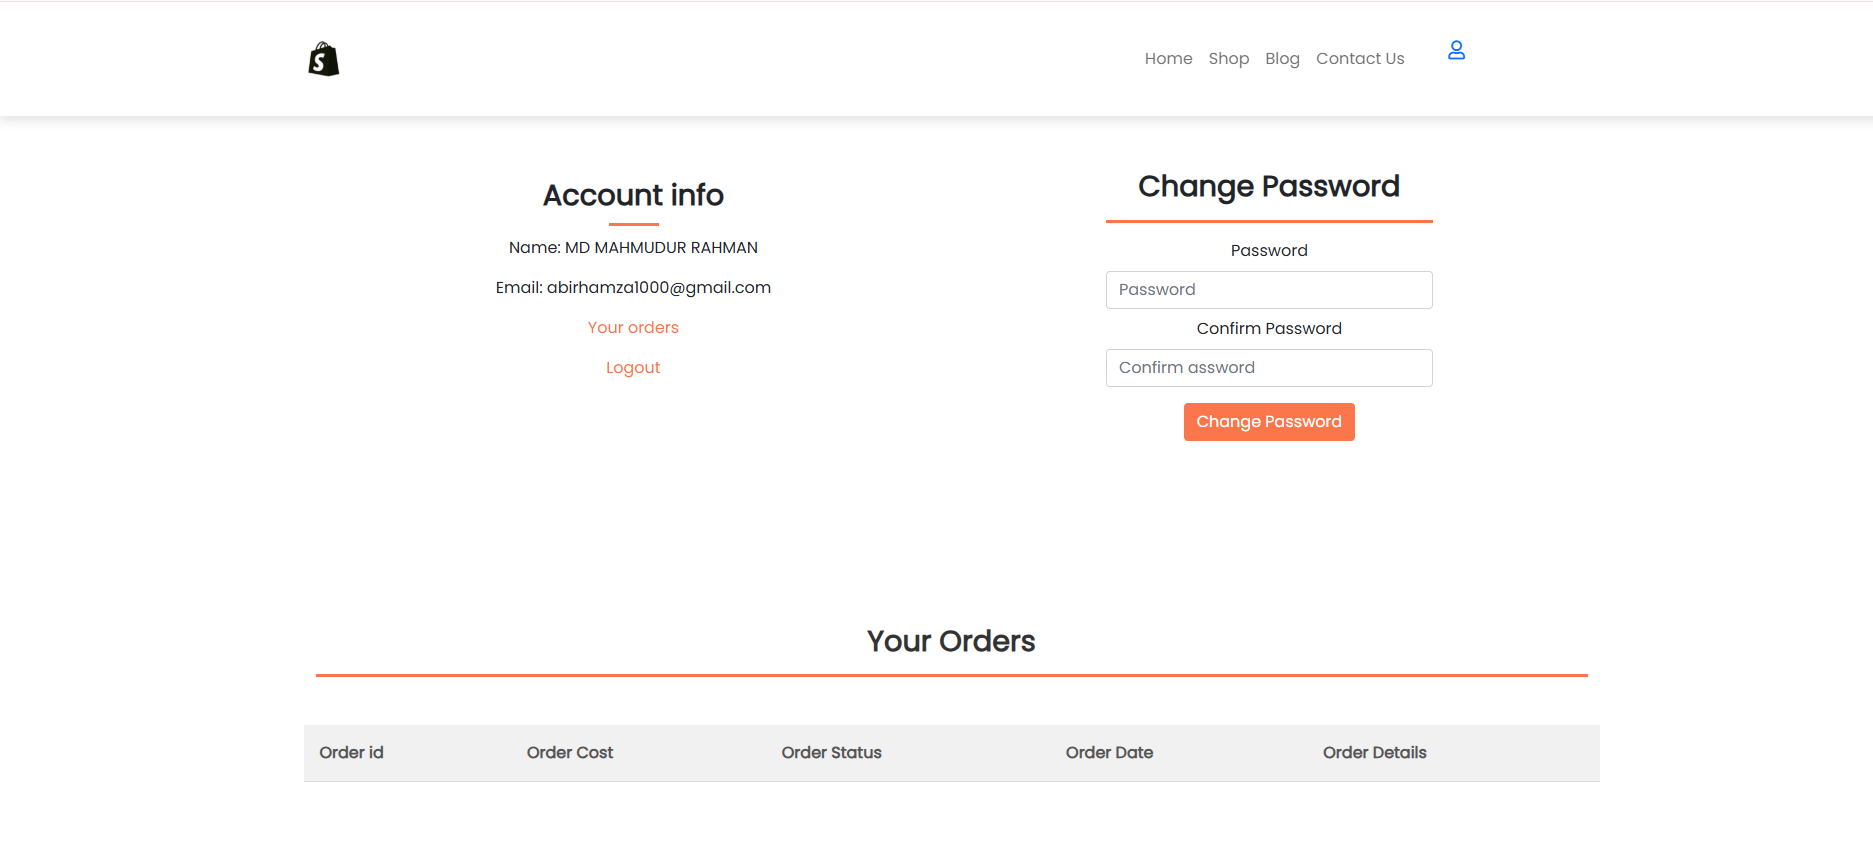 S
Home Shop Blog Contact Us
Account info
Name: MD MAHMUDUR RAHMAN
Email: abirhamza1000@gmail.com
Your orders
Logout
Change Password
Password
Password
Confirm Password
Confirm assword
Change Password
Your Orders
Order id Order Cost Order Status Order Date Order Details